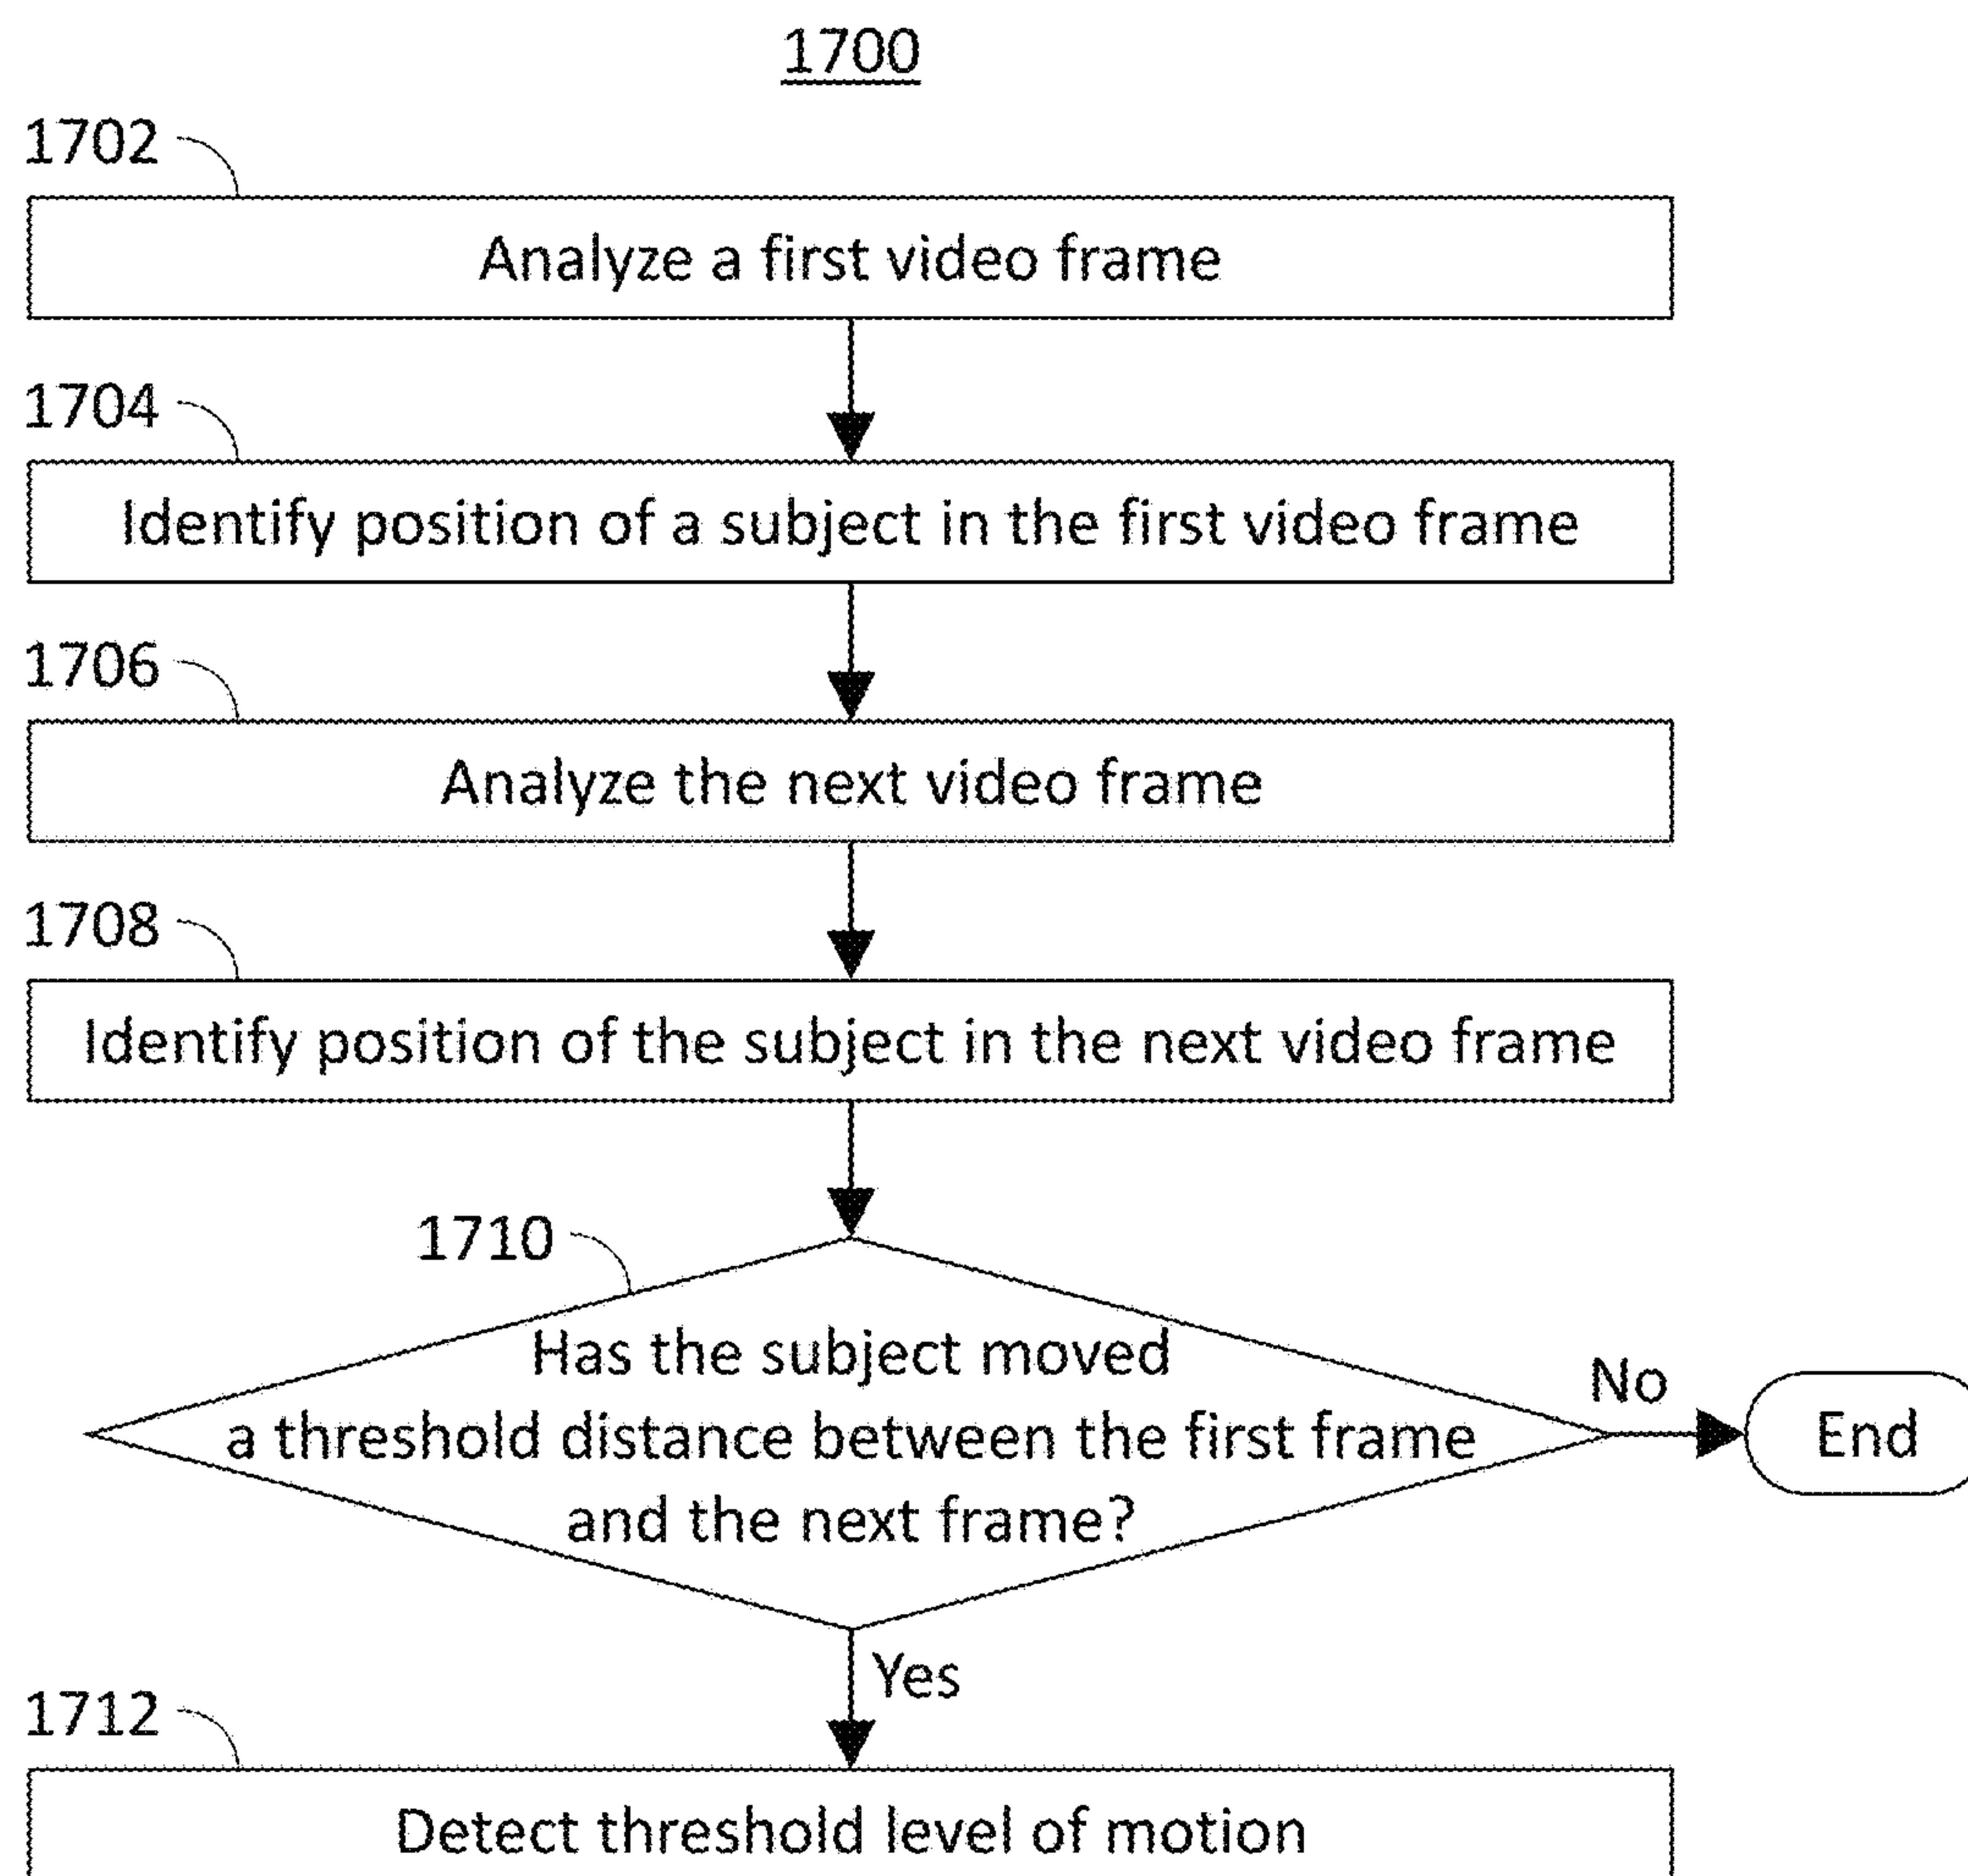 1700
1702
Analyze a first video frame
1704
Identify position of a subject in the first video frame
1706
Analyze the next video frame
1708
Identify position of the subject in the next video frame
1710
Has the subject moved
a threshold distance between the first frame
and the next frame?
No
End
Yes
1712
Detect threshold level of motion